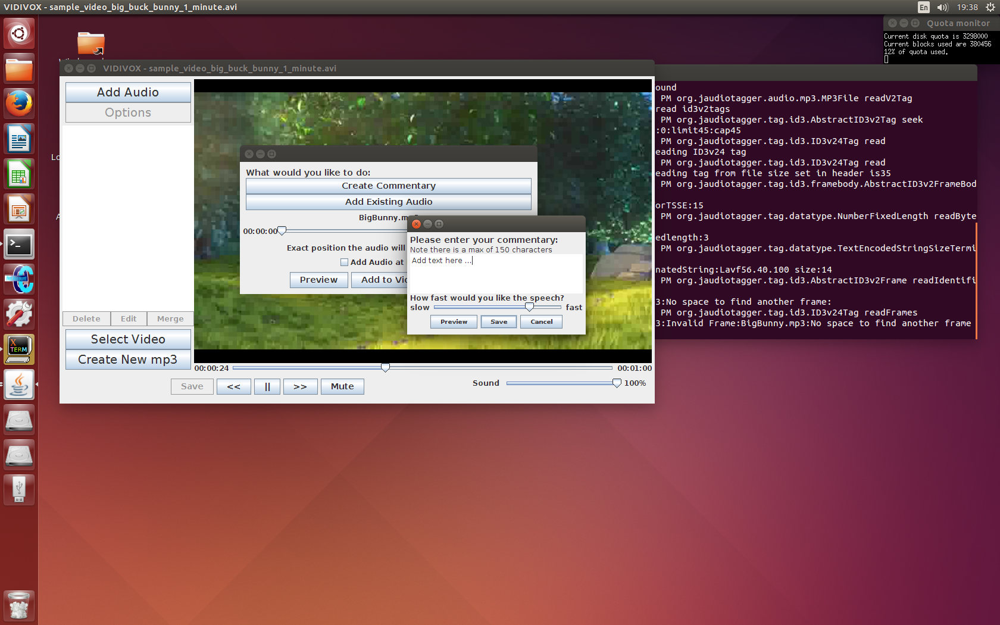 VIDIVOX - sample_video_big_buck_bunny_1_minute.avi
En
19:38
Quota monitor
Current disk quota is 3298000
Current blocks used are 380456
12% of quota used.
VIDIVOX - sample_video_big_buck_bunny_1_minute.avi
Add Audio
Options
Delete
Edit
Merge
Select Video
Create New mp3
What would you like to do:
Create Commentary
Add Existing Audio
BigBunny.m
00:00:00
Exact position the audio will
Add Audio at
Preview
Add to Vi
Please enter your commentary:
Note there is a max of 150 characters
Add text here ...
How fast would you like the speech?
slow
fast
Preview
Save
Cancel
00:00:24
00:01:00
Save
<<
||
>>
Mute
Sound
100%
ound
PM org.jaudiotagger.audio.mp3.MP3File readV2Tag
read id3v2tags
PM org.jaudiotagger.tag.id3.AbstractID3v2Tag seek
:0:limit45:cap45
PM org.jaudiotagger.tag.id3.ID3v24Tag read
eading ID3v24 tag
PM org.jaudiotagger.tag.id3.ID3v24Tag read
eading tag from file size set in header is35
PM org.jaudiotagger.tag.id3.framebody.AbstractID3v2FrameBod
orTSSE:15
PM org.jaudiotagger.tag.datatype.NumberFixedLength readByte
edlength:3
PM org.jaudiotagger.tag.datatype.TextEncodedStringSizeTermi
natedString:Lavf56.40.100 size:14
PM org.jaudiotagger.tag.id3.AbstractID3v2Frame readIdentifi
3:No space to find another frame:
PM org.jaudiotagger.tag.id3.ID3v24Tag readFrames
3:Invalid Frame:BigBunny.mp3:No space to find another frame
Lo
A
X
TERM